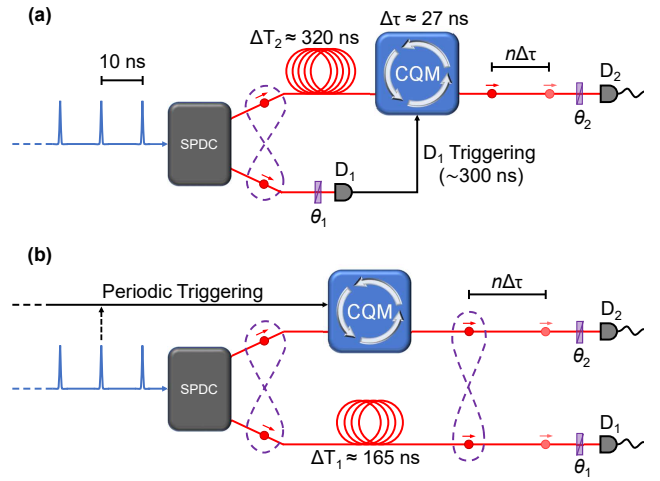 (a)
10 ns
ΔT₂ ≈ 320 ns
Δτ ≈ 27 ns
CQM
nΔτ
D₂
θ₂
SPDC
D₁
θ₁
D₁ Triggering
(~300 ns)
(b)
Periodic Triggering
CQM
nΔτ
D₂
θ₂
SPDC
ΔT₁ ≈ 165 ns
D₁
θ₁